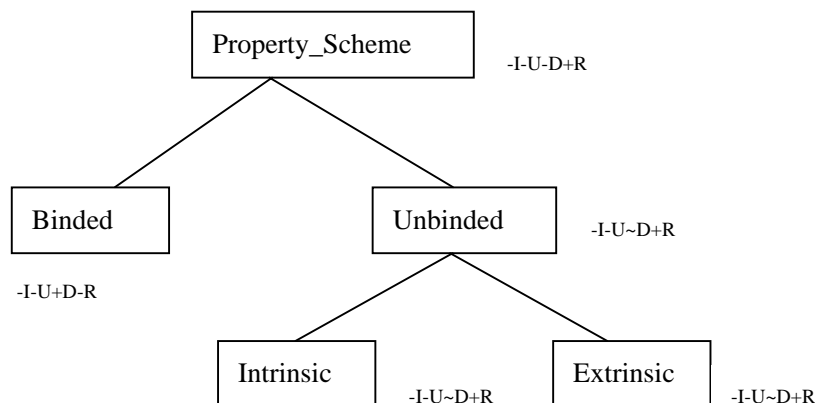 Property_Scheme
-I-U-D+R
Binded
Unbinded
-I-U~D+R
-I-U+D-R
Intrinsic
-I-U~D+R
Extrinsic
-I-U~D+R